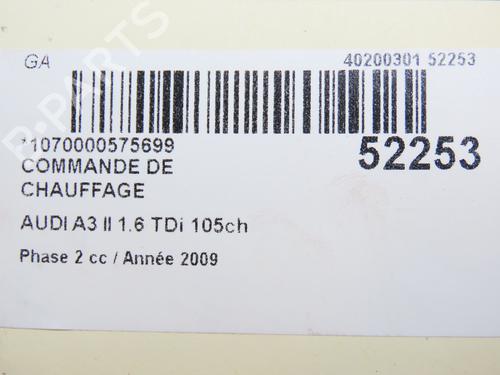 GA
40200301 52253
*1070000575699
52253
COMMANDE DE
CHAUFFAGE
AUDI A3 II 1.6 TDi 105ch
Phase 2 cc / Année 2009
B-PARTS